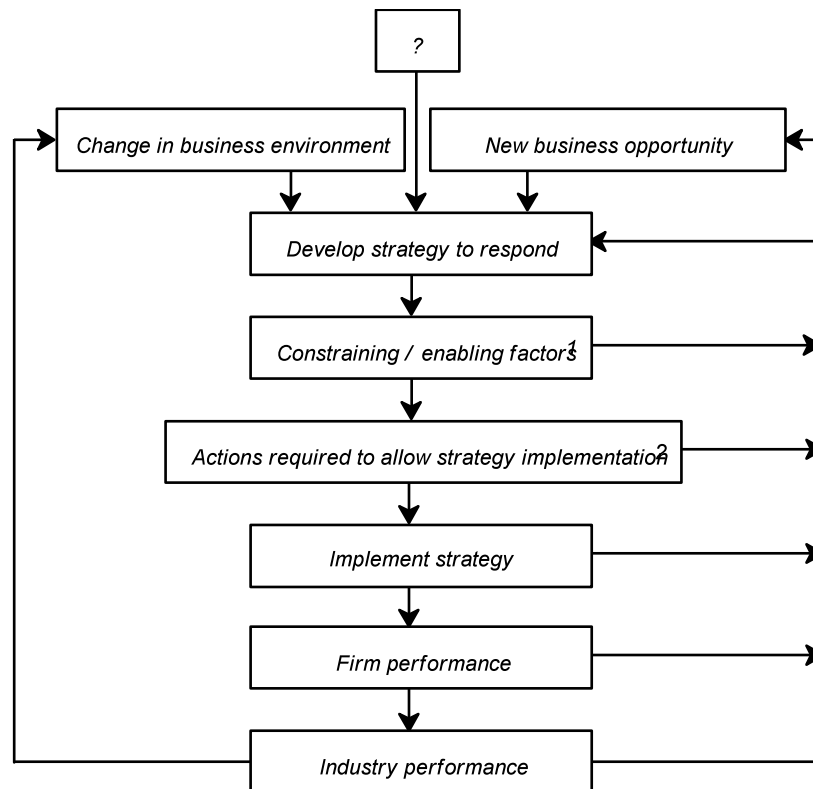 ?
Change in business environment
New business opportunity
Develop strategy to respond
Constraining / enabling factors 1
Actions required to allow strategy implementation 2
Implement strategy
Firm performance
Industry performance